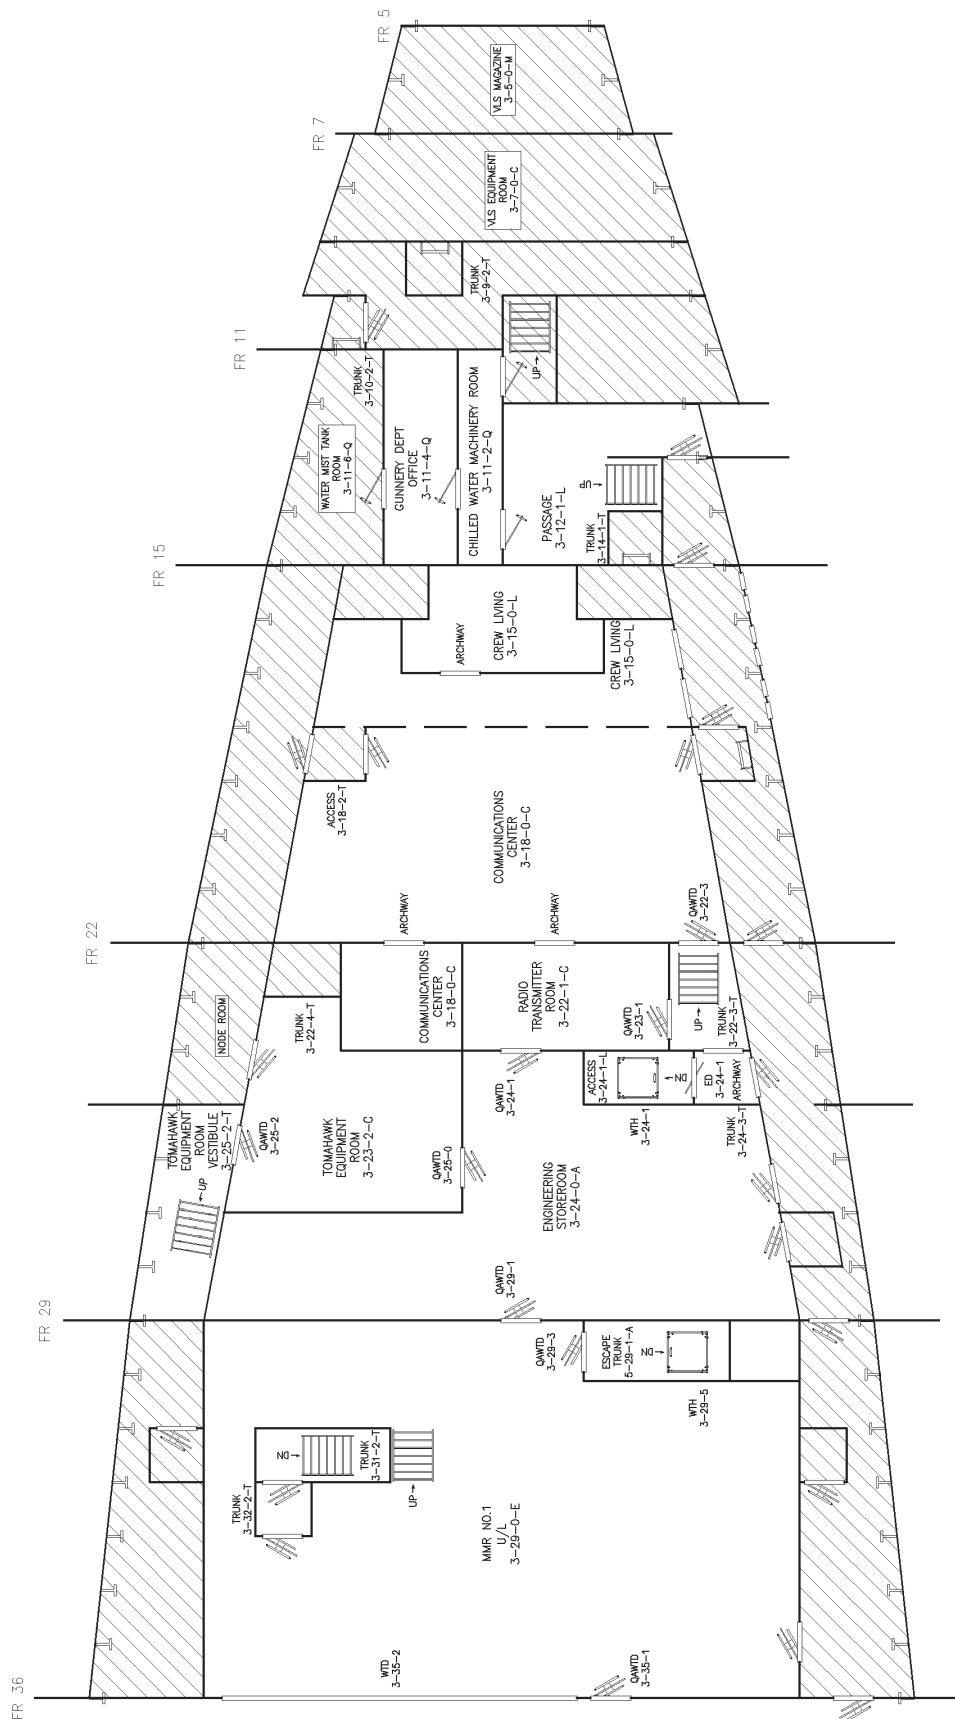 FR 5
VLS MAGAZINE
3-5-0-M
FR 7
VLS EQUIPMENT
ROOM
3-7-0-C
TRUNK
3-9-2-T
FR 11
TRUNK
3-10-2-T
UP
WATER MIST TANK
ROOM
3-11-6-Q
GUNNERY DEPT
OFFICE
3-11-4-Q
CHILLED WATER MACHINERY ROOM
3-11-2-Q
PASSAGE
3-12-1-L
UP
TRUNK
3-14-1-T
FR 15
CREW LIVING
3-15-0-L
ARCHWAY
CREW LIVING
3-15-0-L
ACCESS
3-18-2-T
COMMUNICATIONS
CENTER
3-18-0-C
ARCHWAY
ARCHWAY
QAWTD
3-22-3
FR 22
NODE ROOM
TRUNK
3-22-4-T
COMMUNICATIONS
CENTER
3-18-0-C
RADIO
TRANSMITTER
ROOM
3-22-1-C
QAWTD
3-23-1
UP
TRUNK
3-22-3-T
TOMAHAWK
EQUIPMENT
ROOM
VESTIBULE
3-25-2-T
UP
QAWTD
3-25-2
TOMAHAWK
EQUIPMENT
ROOM
3-23-2-C
QAWTD
3-25-0
QAWTD
3-24-1
ACCESS
3-24-1-L
DN
ED
3-24-1
ARCHWAY
WTH
3-24-1
TRUNK
3-24-3-T
ENGINEERING
STOREROOM
3-24-0-A
QAWTD
3-29-1
FR 29
QAWTD
3-29-3
ESCAPE
TRUNK
5-29-1-A
DN
WTH
3-29-5
DN
TRUNK
3-31-2-T
UP
TRUNK
3-32-2-T
MMR NO.1
U/L
3-29-0-E
WTD
3-35-2
QAWTD
3-35-1
FR 36